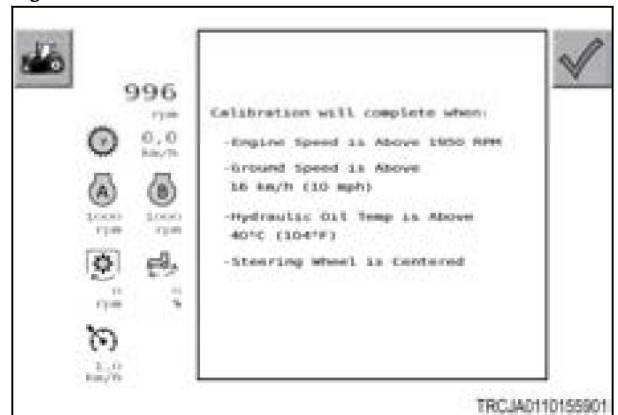 996
rpm
0.0
km/h
A
B
1000
1000
rpm
rpm
rpm
%
1.0
km/h
Calibration will complete when:
-Engine Speed is Above 1850 RPM
-Ground Speed is Above
16 km/h (10 mph)
-Hydraulic Oil Temp is Above
40°C (104°F)
-Steering Wheel is Centered
TRCJA0110155901